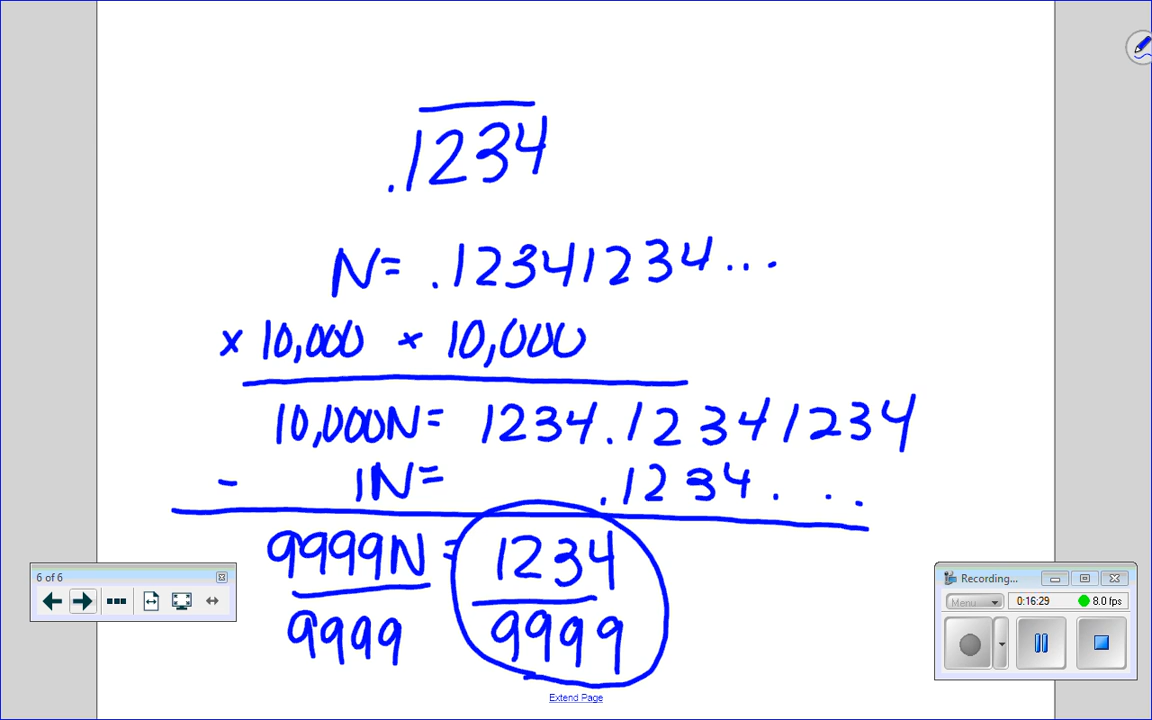 .1234
N= .12341234...
x 10,000 x 10,000
10,000N= 1234.12341234
- 1N= .1234...
9999N = 1234
9999 9999
6 of 6
Recording...
Menu
0:16:29
8.0 fps
Extend Page